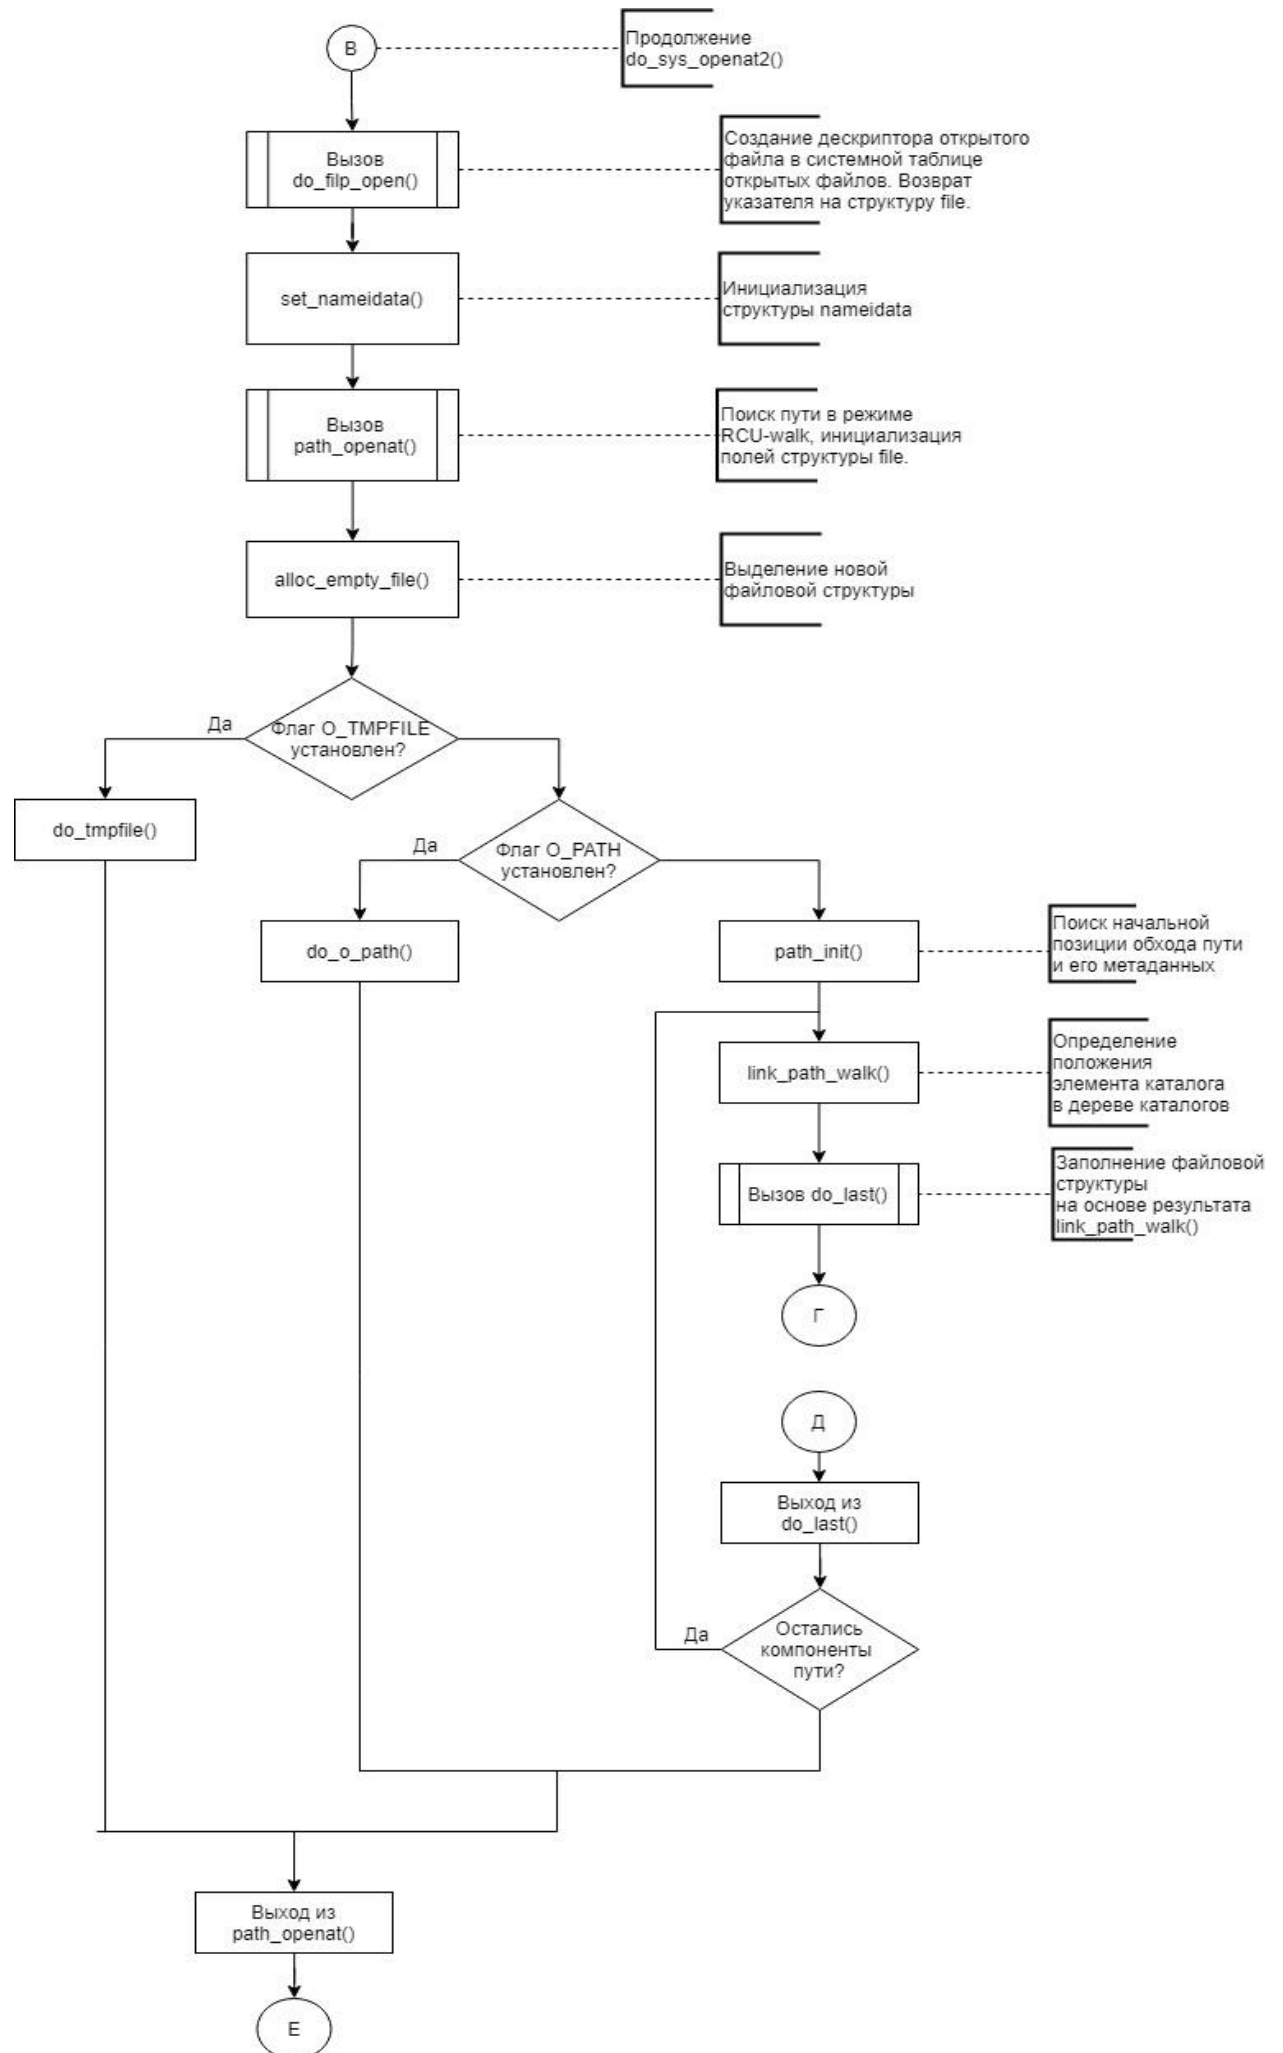 В
Продолжение
do_sys_openat2()
Вызов
do_filp_open()
Создание дескриптора открытого
файла в системной таблице
открытых файлов. Возврат
указателя на структуру file.
set_nameidata()
Инициализация
структуры nameidata
Вызов
path_openat()
Поиск пути в режиме
RCU-walk, инициализация
полей структуры file.
alloc_empty_file()
Выделение новой
файловой структуры
Да
Флаг O_TMPFILE
установлен?
do_tmpfile()
Да
Флаг O_PATH
установлен?
do_o_path()
path_init()
Поиск начальной
позиции обхода пути
и его метаданных
link_path_walk()
Определение
положения
элемента каталога
в дереве каталогов
Вызов do_last()
Заполнение файловой
структуры
на основе результата
link_path_walk()
Г
Д
Выход из
do_last()
Да
Остались
компоненты
пути?
Выход из
path_openat()
Е